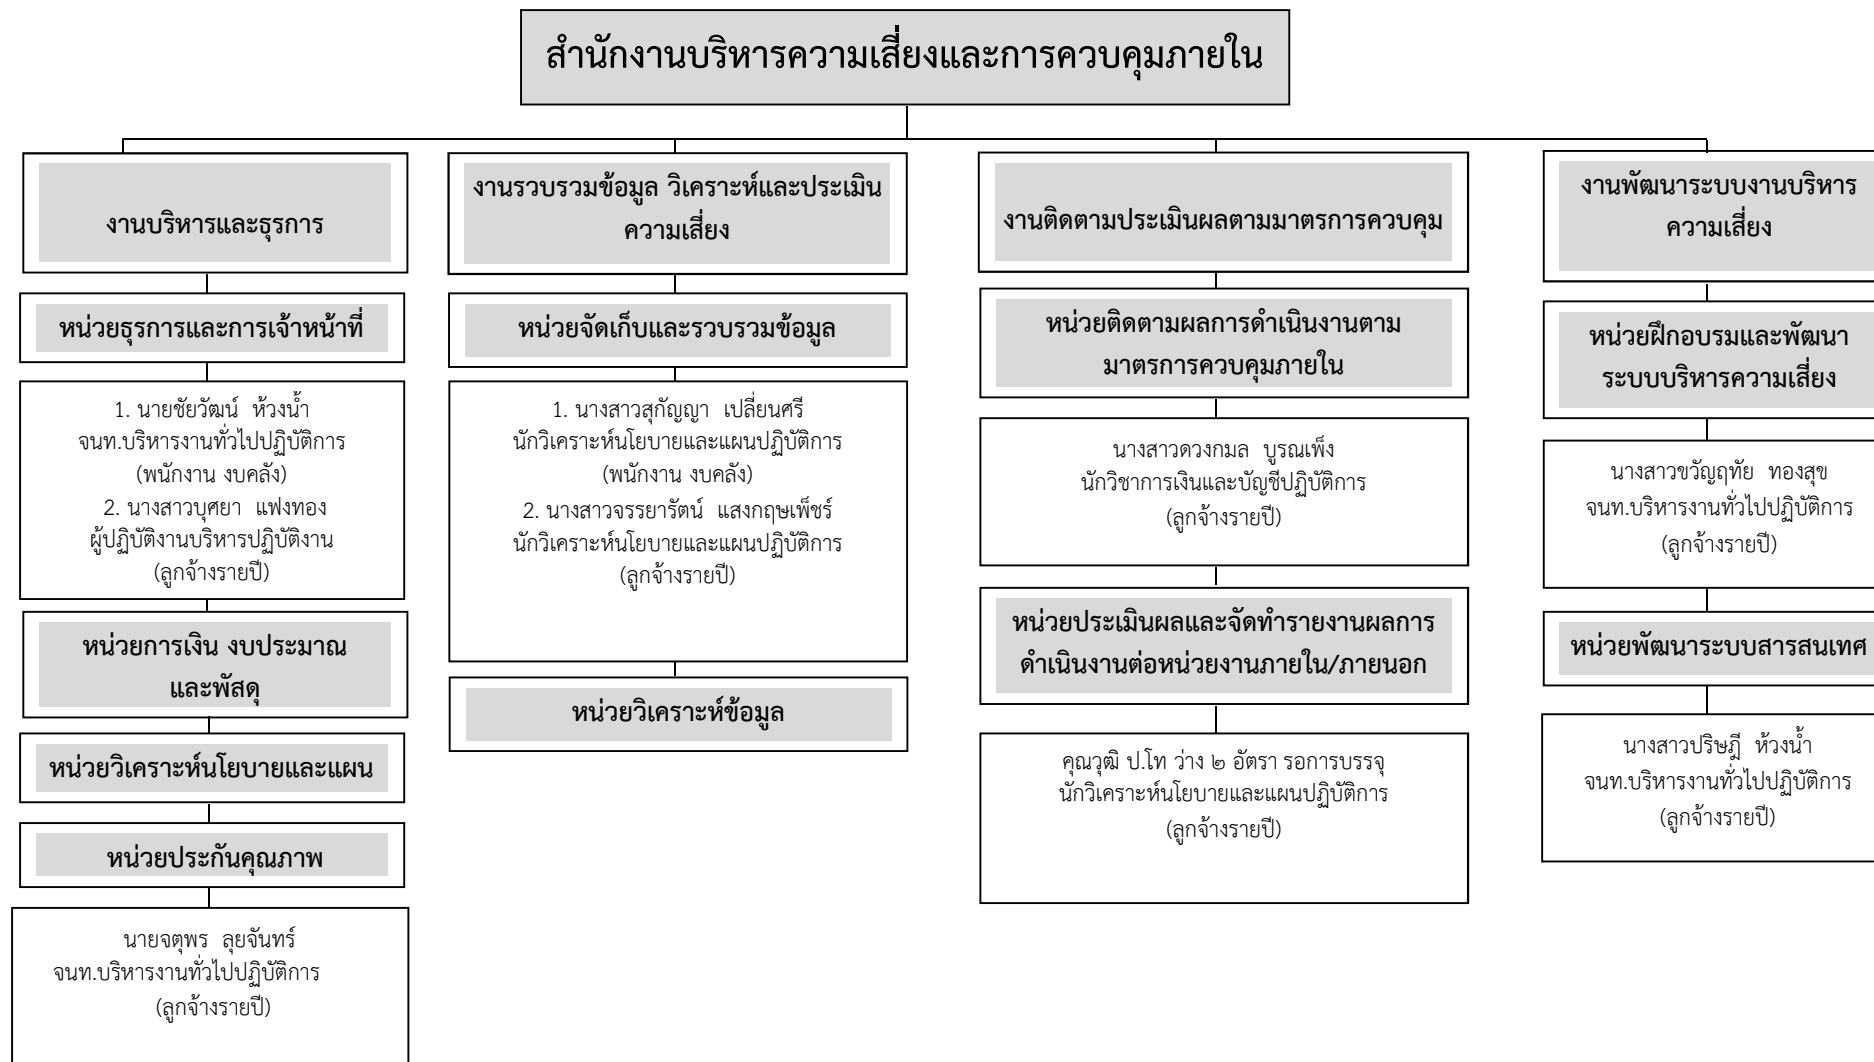 สำนักงานบริหารความเสี่ยงและการควบคุมภายใน
งานบริหารและธุรการ
หน่วยธุรการและการเจ้าหน้าที่
1. นายชัยวัฒน์ ห้วงน้ำ
จนท.บริหารงานทั่วไปปฏิบัติการ
(พนักงาน งบคลัง)
2. นางสาวบุศยา แฟงทอง
ผู้ปฏิบัติงานบริหารปฏิบัติงาน
(ลูกจ้างรายปี)
หน่วยการเงิน งบประมาณ
และพัสดุ
หน่วยวิเคราะห์นโยบายและแผน
หน่วยประกันคุณภาพ
นายจตุพร ลุยจันทร์
จนท.บริหารงานทั่วไปปฏิบัติการ
(ลูกจ้างรายปี)
งานรวบรวมข้อมูล วิเคราะห์และประเมิน
ความเสี่ยง
หน่วยจัดเก็บและรวบรวมข้อมูล
1. นางสาวสุกัญญา เปลี่ยนศรี
นักวิเคราะห์นโยบายและแผนปฏิบัติการ
(พนักงาน งบคลัง)
2. นางสาวจรรยารัตน์ แสงกฤษเพ็ชร์
นักวิเคราะห์นโยบายและแผนปฏิบัติการ
(ลูกจ้างรายปี)
หน่วยวิเคราะห์ข้อมูล
งานติดตามประเมินผลตามมาตรการควบคุม
หน่วยติดตามผลการดำเนินงานตาม
มาตรการควบคุมภายใน
นางสาวดวงกมล บูรณเพ็ง
นักวิชาการเงินและบัญชีปฏิบัติการ
(ลูกจ้างรายปี)
หน่วยประเมินผลและจัดทำรายงานผลการ
ดำเนินงานต่อหน่วยงานภายใน/ภายนอก
คุณวุฒิ ป.โท ว่าง ๒ อัตรา รอการบรรจุ
นักวิเคราะห์นโยบายและแผนปฏิบัติการ
(ลูกจ้างรายปี)
งานพัฒนาระบบงานบริหาร
ความเสี่ยง
หน่วยฝึกอบรมและพัฒนา
ระบบบริหารความเสี่ยง
นางสาวขวัญฤทัย ทองสุข
จนท.บริหารงานทั่วไปปฏิบัติการ
(ลูกจ้างรายปี)
หน่วยพัฒนาระบบสารสนเทศ
นางสาวปริษฎี ห้วงน้ำ
จนท.บริหารงานทั่วไปปฏิบัติการ
(ลูกจ้างรายปี)